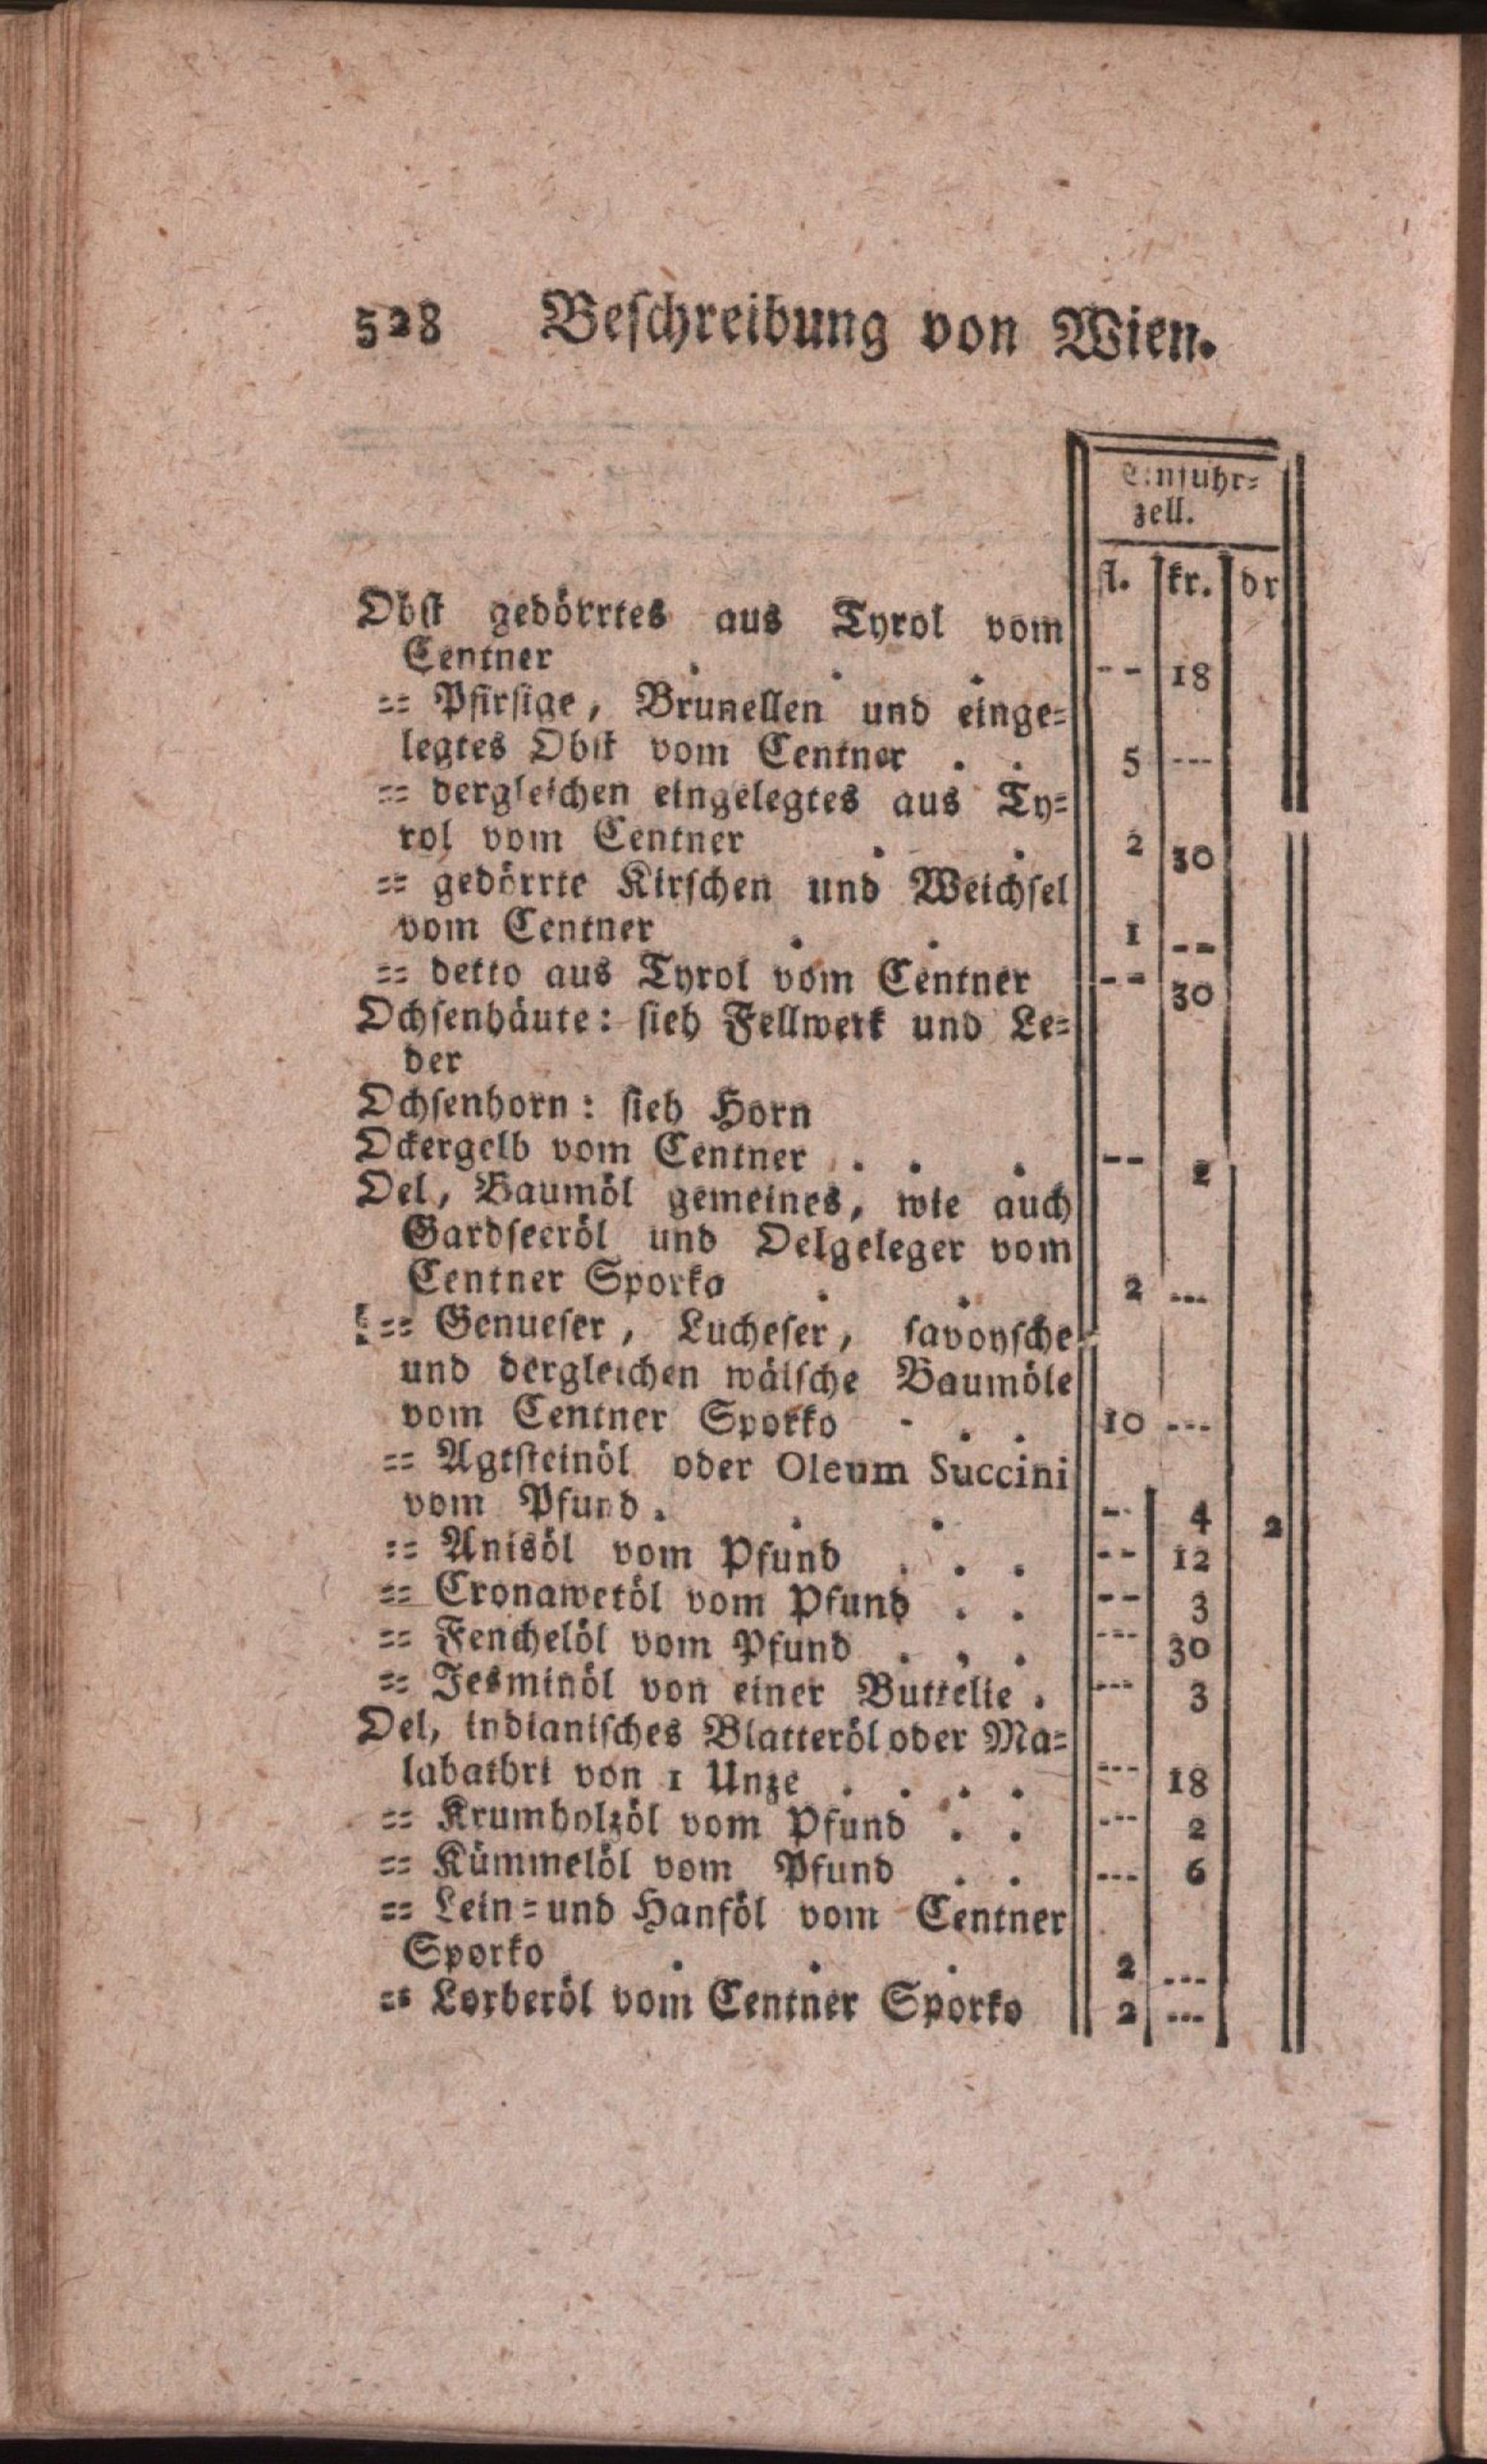 528 Beschreibung von Wien.
Einfuhr-
zoll.
fl. kr. dr
Obst gedörrtes aus Tyrol vom
Centner . . . -- 18
== Pfirsige, Brunellen und einge-
legtes Obst vom Centner . . 5 ---
== dergleichen eingelegtes aus Ty-
rol vom Centner . . 2 30
== gedörrte Kirschen und Weichsel
vom Centner . . 1 --
== detto aus Tyrol vom Centner -- 30
Ochsenhäute: sieh Fellwerk und Le-
der
Ochsenhorn: sieh Horn
Ockergelb vom Centner . . . -- 2
Oel, Baumöl gemeines, wie auch
Gardseeröl und Oelgeleger vom
Centner Sporko . . 2 ---
== Genueser, Lucheser, savoysche
und dergleichen wälsche Baumöle
vom Centner Sporko - . . 10 ---
== Agtsteinöl oder Oleum Succini
vom Pfund . . . -- 4 2
== Anisöl vom Pfund . . . -- 12
== Cronawetöl vom Pfund . . -- 3
== Fenchelöl vom Pfund . , . --- 30
== Jesminöl von einer Buttelie . --- 3
Oel, indianisches Blatteröl oder Ma-
labathri von 1 Unze . . . . --- 18
== Krumholzöl vom Pfund . . --- 2
== Kümmelöl vom Pfund . . --- 6
== Lein- und Hanföl vom Centner
Sporko . . . 2 ---
== Lorberöl vom Centner Sporko 2 ---